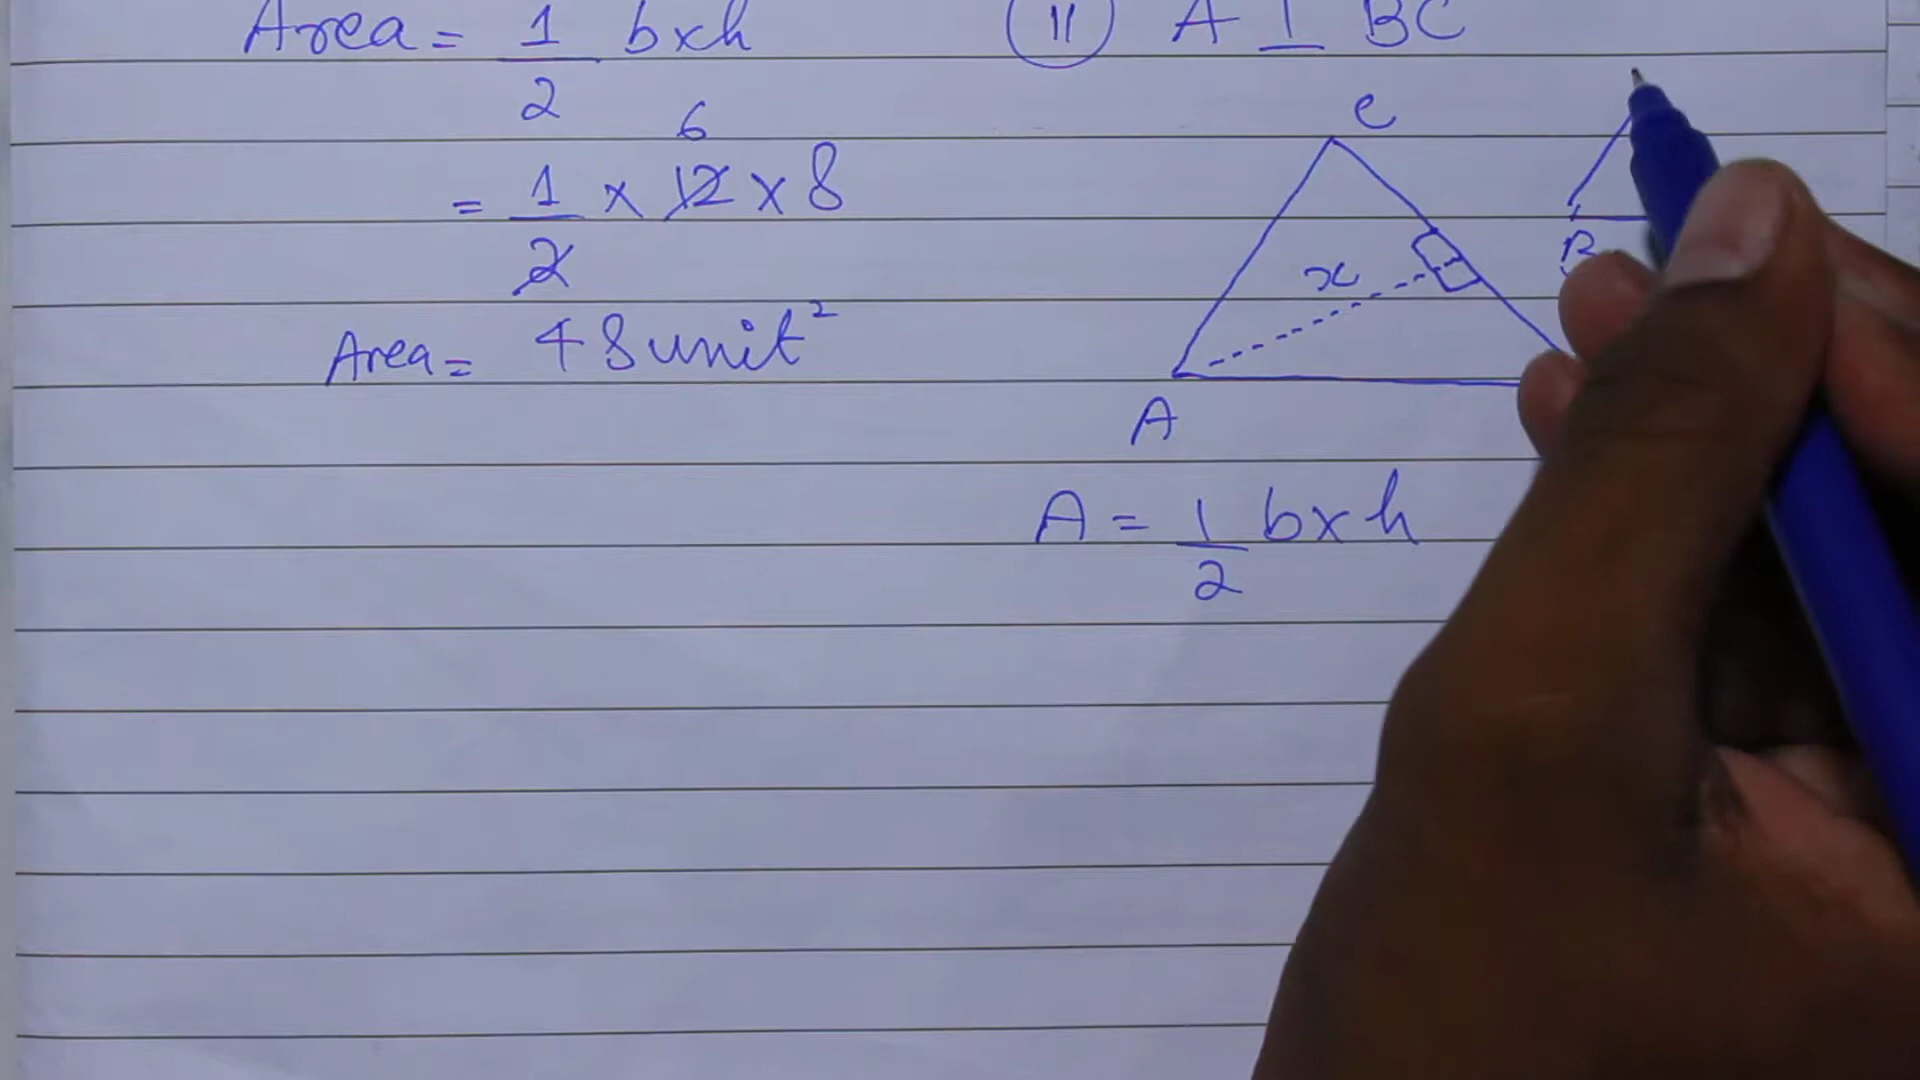 Area = 1/2 b×h
= 1/2 × 12 × 8
6
Area = 48 unit²
11 A ⊥ BC
C
x
A
B
A = 1/2 b×h